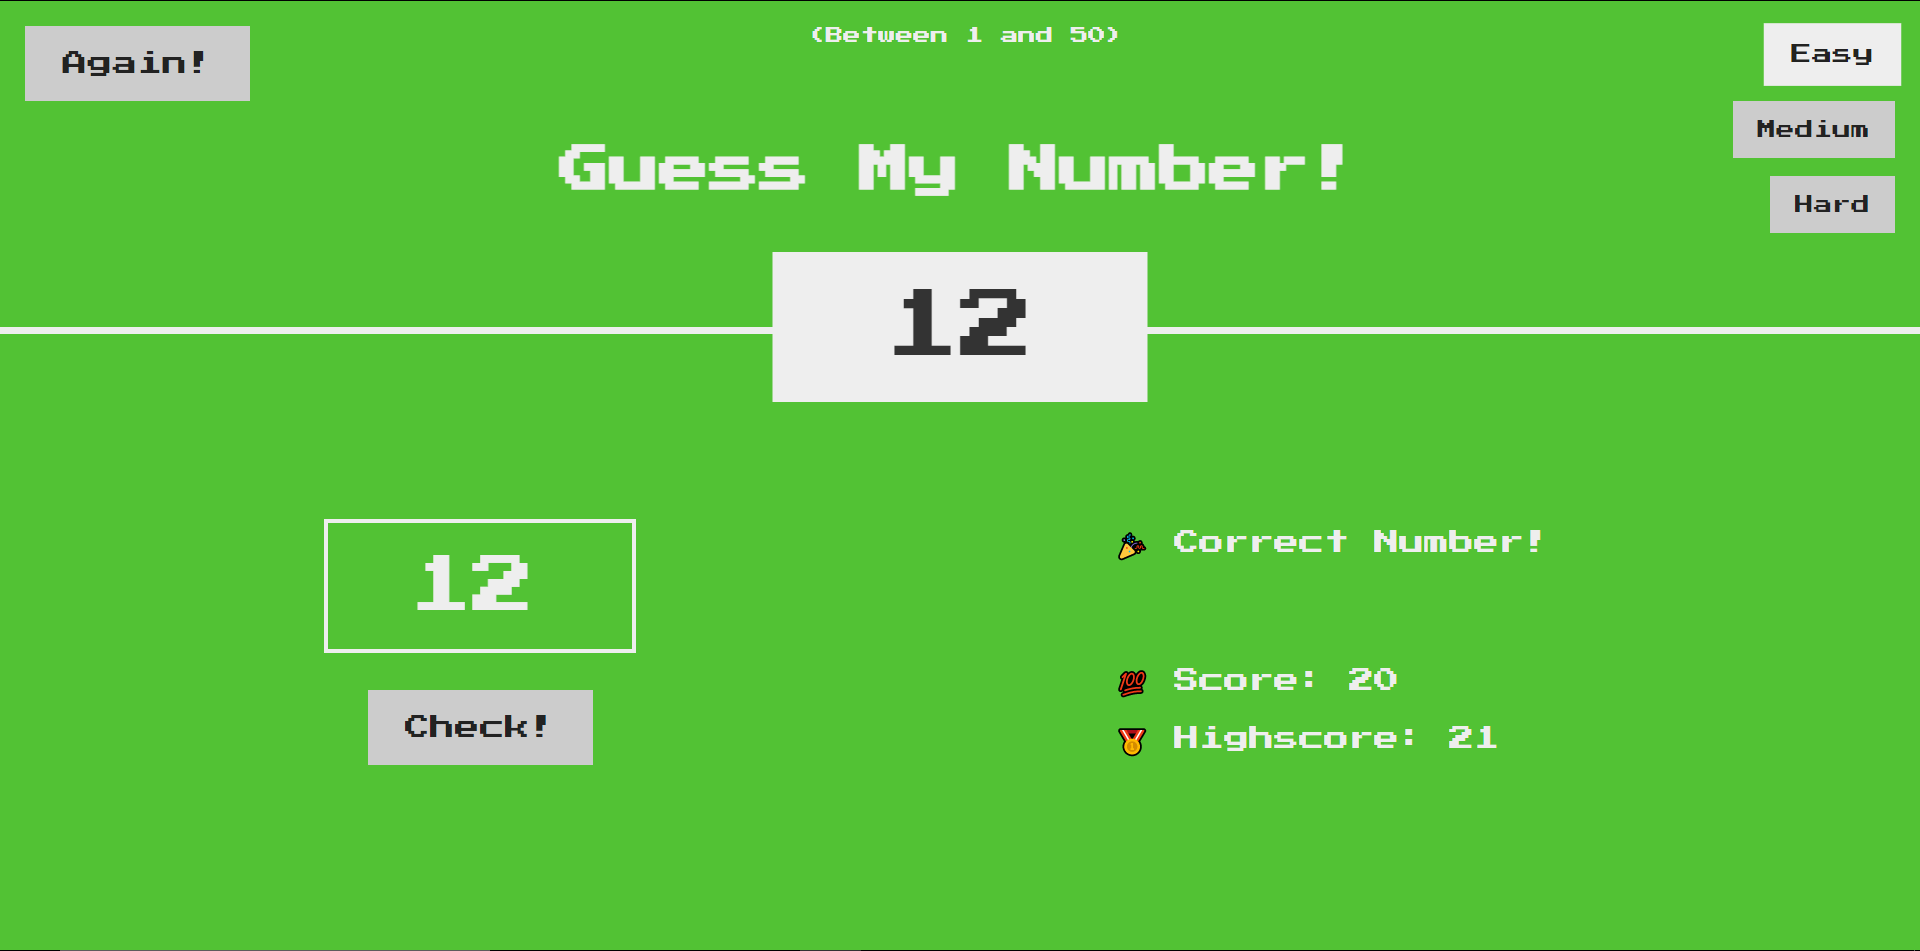 Again!
(Between 1 and 50)
Easy
Medium
Hard
Guess My Number!
12
12
Check!
🎉 Correct Number!
💯 Score: 20
🥇 Highscore: 21